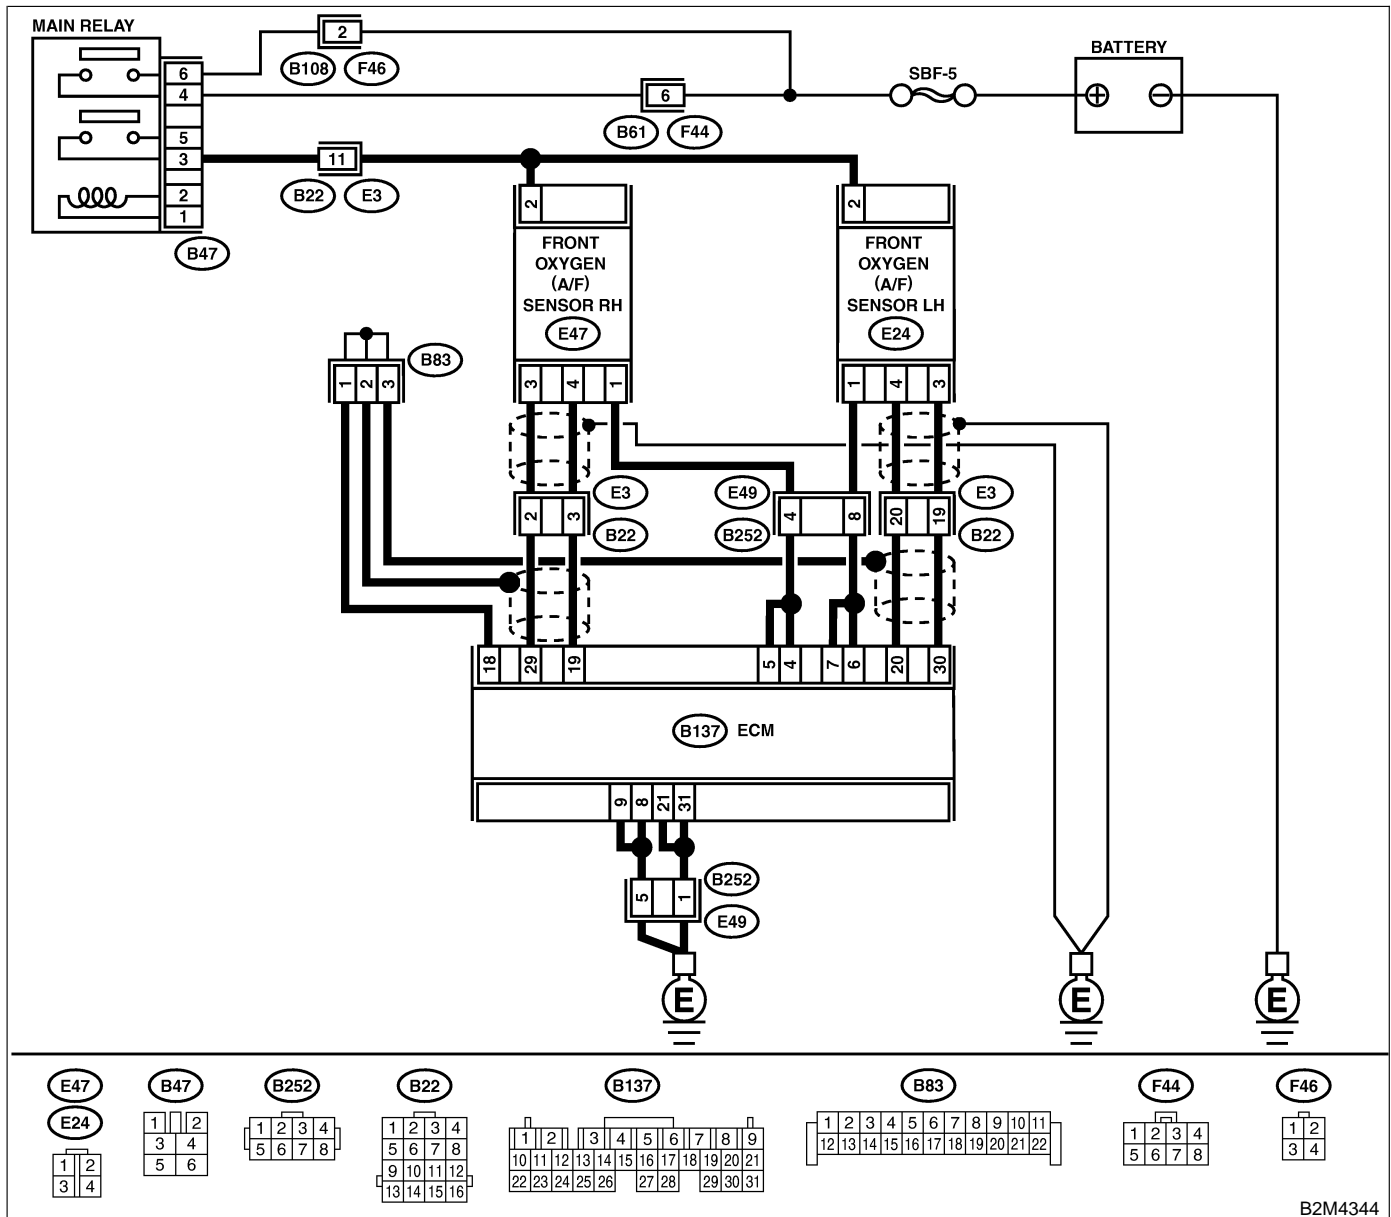 MAIN RELAY
2
B108 F46
6
4
5
3
2
1
B47
6
B61 F44
SBF-5
BATTERY
11
B22 E3
2
FRONT
OXYGEN
(A/F)
SENSOR RH
E47
3 4 1
2
FRONT
OXYGEN
(A/F)
SENSOR LH
E24
1 4 3
B83
1 2 3
E3
2 3
B22
E49
4 8
B252
E3
20 19
B22
18 29 19 5 4 7 6 20 30
B137 ECM
9 8 21 31
B252
5 1
E49
E E E
E47
E24
1 2
3 4
B47
1 2
3 4
5 6
B252
1 2 3 4
5 6 7 8
B22
1 2 3 4
5 6 7 8
9 10 11 12
13 14 15 16
B137
1 2 3 4 5 6 7 8 9
10 11 12 13 14 15 16 17 18 19 20 21
22 23 24 25 26 27 28 29 30 31
B83
1 2 3 4 5 6 7 8 9 10 11
12 13 14 15 16 17 18 19 20 21 22
F44
1 2 3 4
5 6 7 8
F46
1 2
3 4
B2M4344